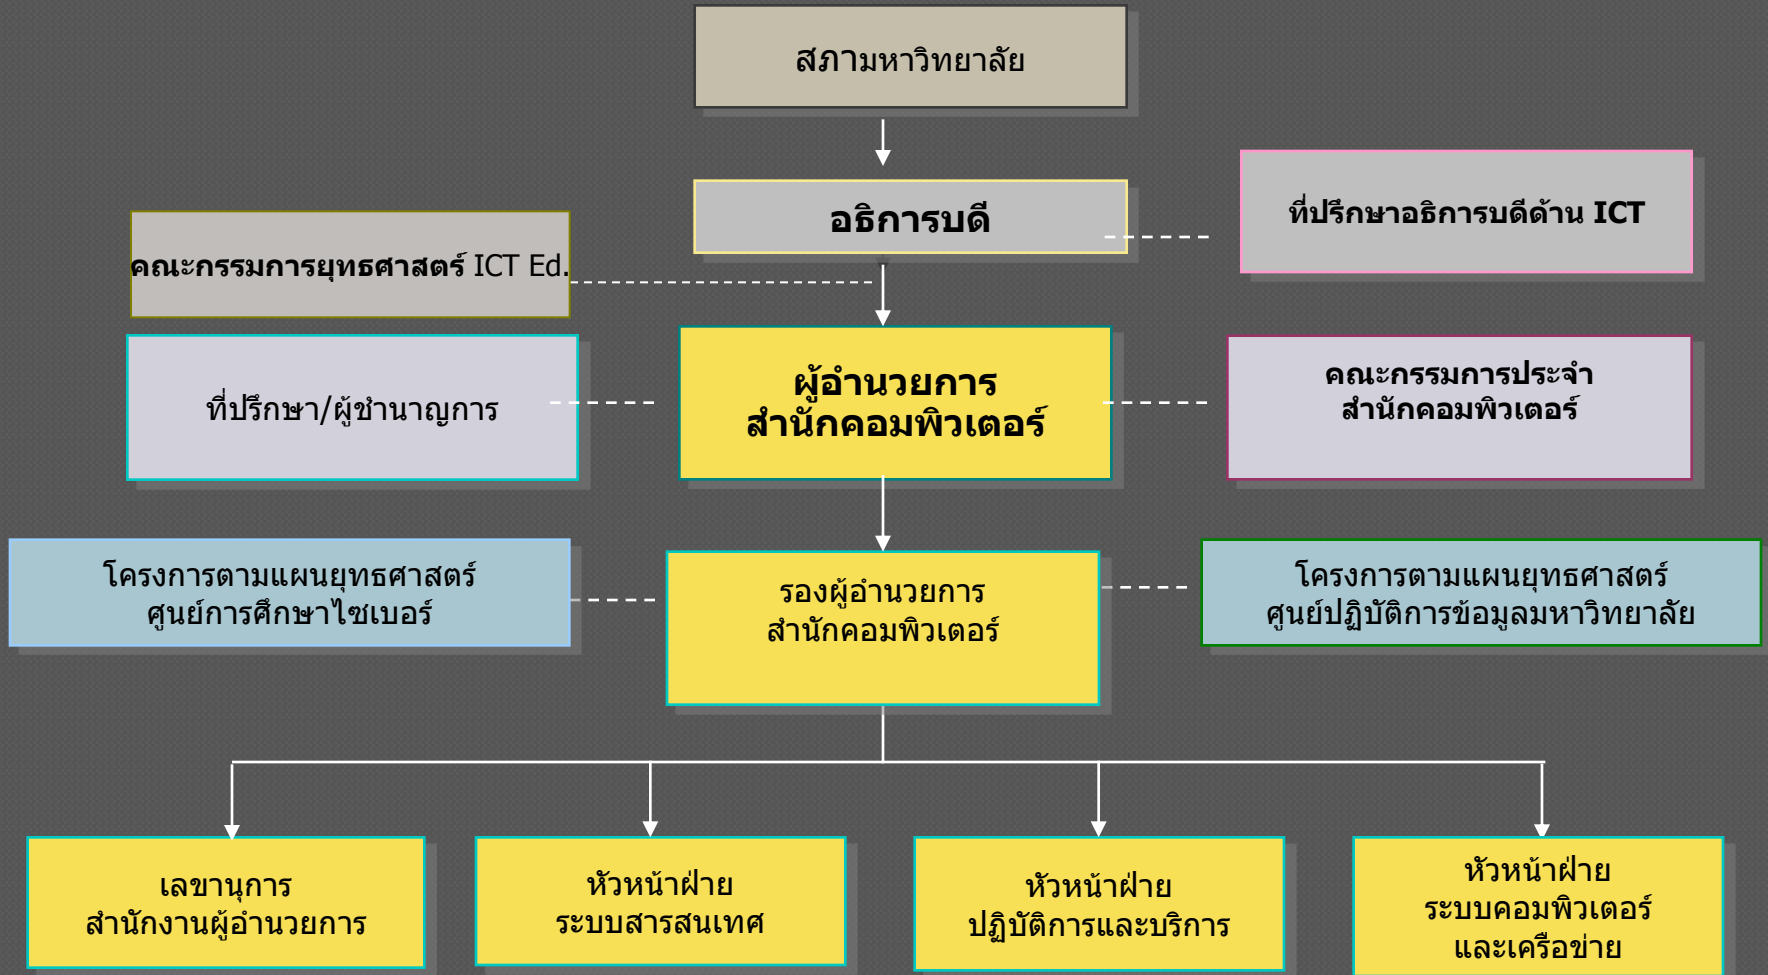 สภามหาวิทยาลัย
อธิการบดี
ที่ปรึกษาอธิการบดีด้าน ICT
คณะกรรมการยุทธศาสตร์ ICT Ed.
ที่ปรึกษา/ผู้ชำนาญการ
ผู้อำนวยการ
สำนักคอมพิวเตอร์
คณะกรรมการประจำ
สำนักคอมพิวเตอร์
โครงการตามแผนยุทธศาสตร์
ศูนย์การศึกษาไซเบอร์
รองผู้อำนวยการ
สำนักคอมพิวเตอร์
โครงการตามแผนยุทธศาสตร์
ศูนย์ปฏิบัติการข้อมูลมหาวิทยาลัย
เลขานุการ
สำนักงานผู้อำนวยการ
หัวหน้าฝ่าย
ระบบสารสนเทศ
หัวหน้าฝ่าย
ปฏิบัติการและบริการ
หัวหน้าฝ่าย
ระบบคอมพิวเตอร์
และเครือข่าย